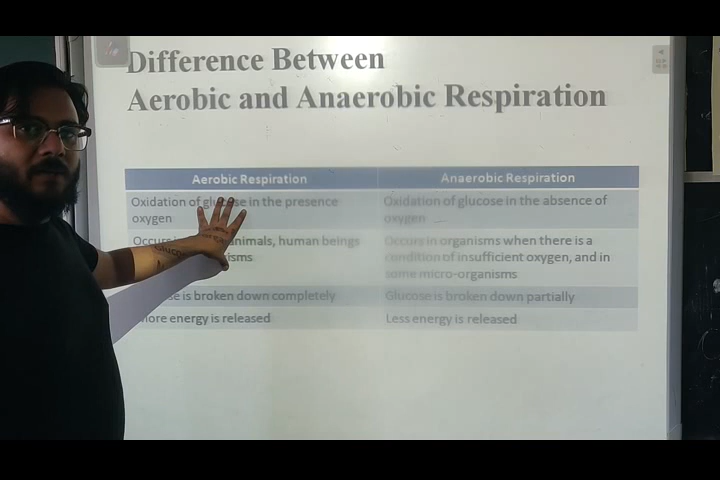 Difference Between
Aerobic and Anaerobic Respiration
Aerobic Respiration
Anaerobic Respiration
Oxidation of glucose in the presence
oxygen
Oxidation of glucose in the absence of
oxygen
Occurs animals, human beings
Occurs in organisms when there is a
condition of insufficient oxygen, and in
some micro-organisms
is broken down completely
Glucose is broken down partially
More energy is released
Less energy is released